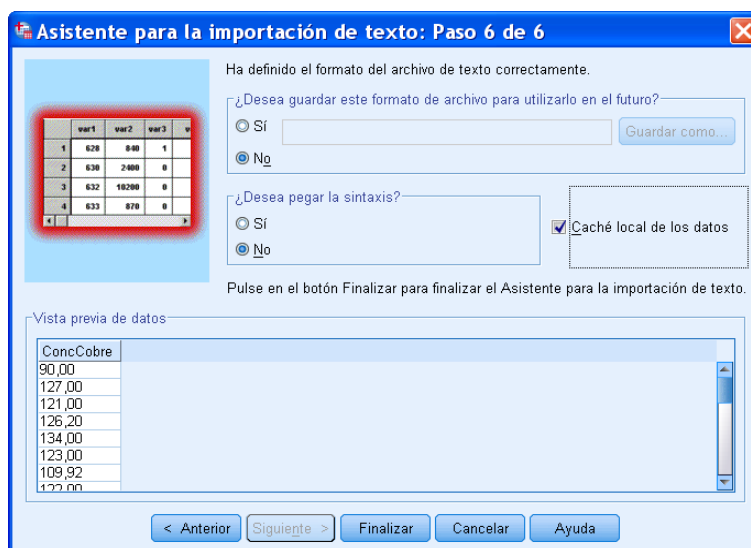 Asistente para la importación de texto: Paso 6 de 6
Ha definido el formato del archivo de texto correctamente.
¿Desea guardar este formato de archivo para utilizarlo en el futuro?
Sí
Guardar como...
No
var1 var2 var3
1 628 840 1
2 630 2400 0
3 632 10200 0
4 633 870 0
¿Desea pegar la sintaxis?
Sí
No
Caché local de los datos
Pulse en el botón Finalizar para finalizar el Asistente para la importación de texto.
Vista previa de datos
ConcCobre
90,00
127,00
121,00
126,20
134,00
123,00
109,92
122,00
< Anterior Siguiente > Finalizar Cancelar Ayuda